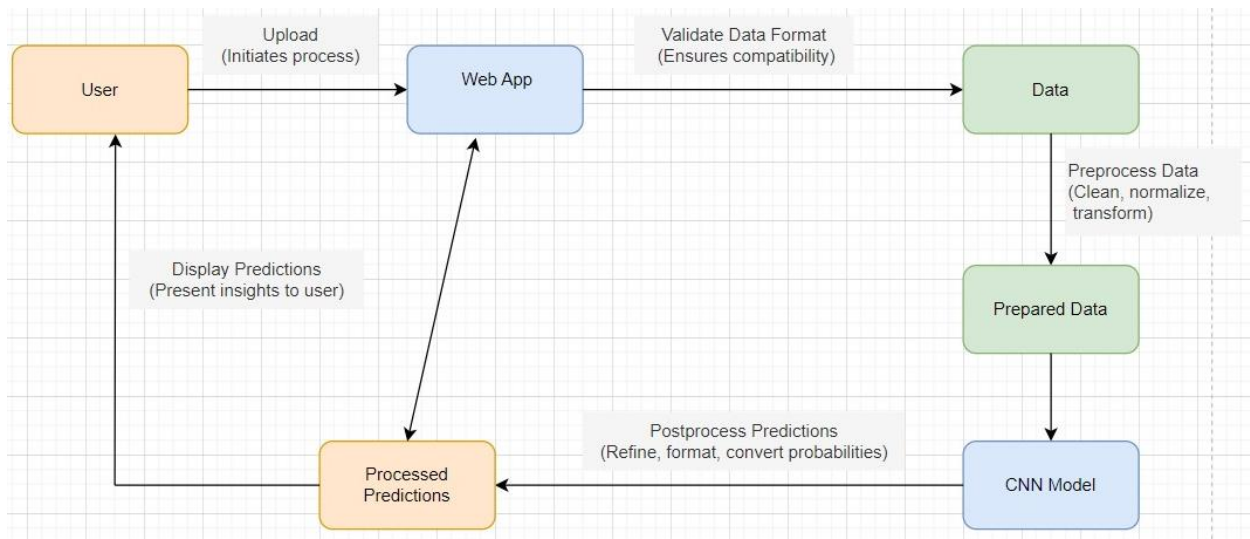 Upload
(Initiates process)
Validate Data Format
(Ensures compatibility)
User
Web App
Data
Preprocess Data
(Clean, normalize,
transform)
Display Predictions
(Present insights to user)
Prepared Data
Postprocess Predictions
(Refine, format, convert probabilities)
Processed
Predictions
CNN Model